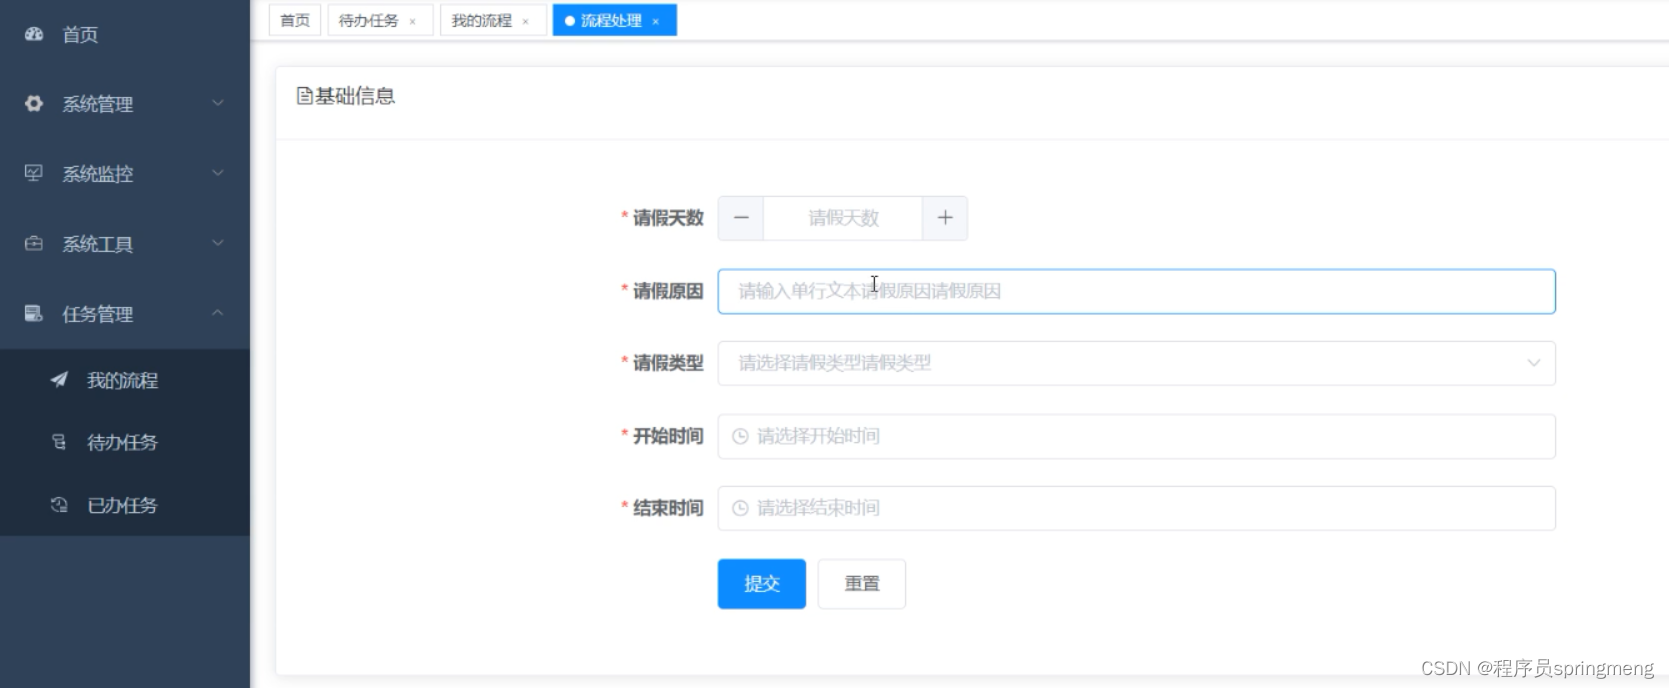 首页
系统管理
系统监控
系统工具
任务管理
我的流程
待办任务
已办任务
首页 待办任务 × 我的流程 × 流程处理 ×
基础信息
* 请假天数 − 请假天数 +
* 请假原因 请输入单行文本请假原因请假原因
* 请假类型 请选择请假类型请假类型
* 开始时间 请选择开始时间
* 结束时间 请选择结束时间
提交 重置
CSDN @程序员springmeng